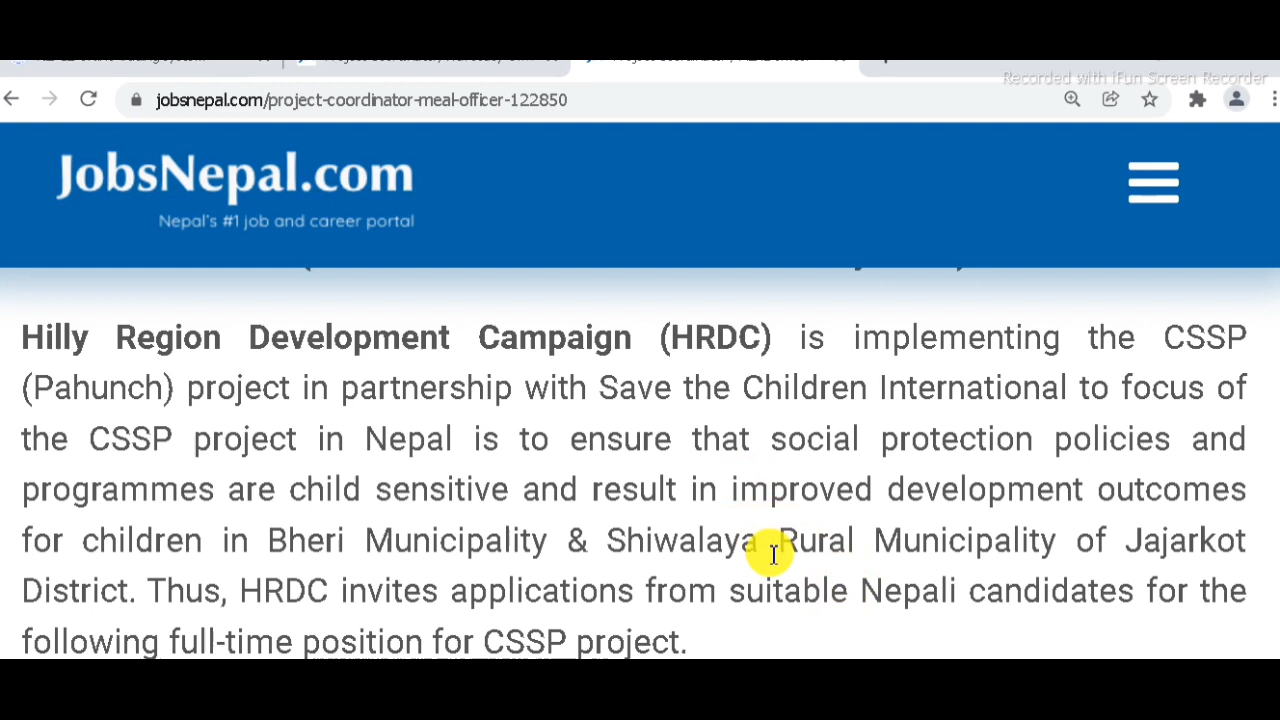 Recorded with iFun Screen Recorder
jobsnepal.com/project-coordinator-meal-officer-122850
JobsNepal.com
Nepal's #1 job and career portal
Hilly Region Development Campaign (HRDC) is implementing the CSSP
(Pahunch) project in partnership with Save the Children International to focus of
the CSSP project in Nepal is to ensure that social protection policies and
programmes are child sensitive and result in improved development outcomes
for children in Bheri Municipality & Shiwalaya Rural Municipality of Jajarkot
District. Thus, HRDC invites applications from suitable Nepali candidates for the
following full-time position for CSSP project.